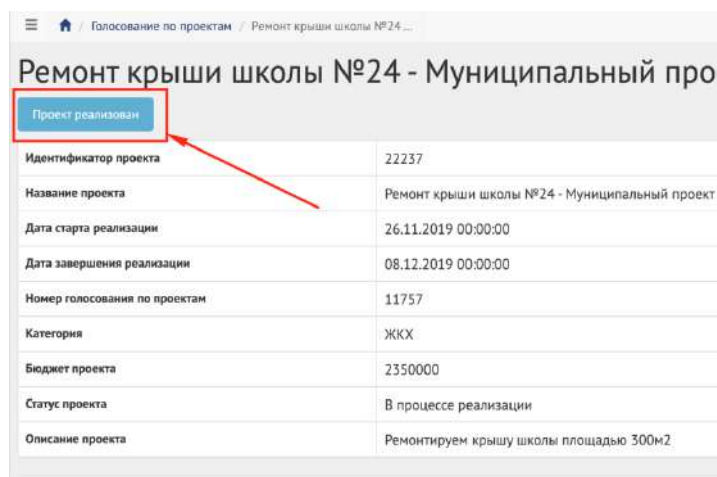 / Голосование по проектам / Ремонт крыши школы №24 ...
Ремонт крыши школы №24 - Муниципальный про
Проект реализован
Идентификатор проекта 22237
Название проекта Ремонт крыши школы №24 - Муниципальный проект
Дата старта реализации 26.11.2019 00:00:00
Дата завершения реализации 08.12.2019 00:00:00
Номер голосования по проектам 11757
Категория ЖКХ
Бюджет проекта 2350000
Статус проекта В процессе реализации
Описание проекта Ремонтируем крышу школы площадью 300м2